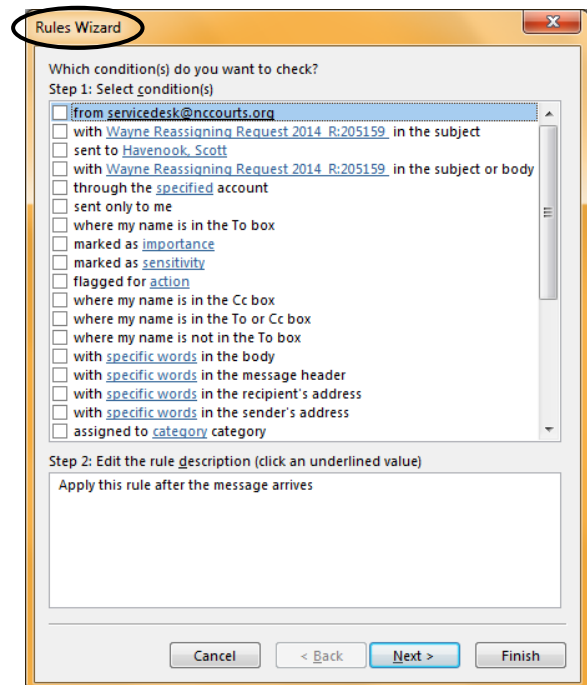 Rules Wizard
Which condition(s) do you want to check?
Step 1: Select condition(s)
from servicedesk@nccourts.org
with Wayne Reassigning Request 2014 R:205159 in the subject
sent to Havenook, Scott
with Wayne Reassigning Request 2014 R:205159 in the subject or body
through the specified account
sent only to me
where my name is in the To box
marked as importance
marked as sensitivity
flagged for action
where my name is in the Cc box
where my name is in the To or Cc box
where my name is not in the To box
with specific words in the body
with specific words in the message header
with specific words in the recipient's address
with specific words in the sender's address
assigned to category category
Step 2: Edit the rule description (click an underlined value)
Apply this rule after the message arrives
Cancel < Back Next > Finish